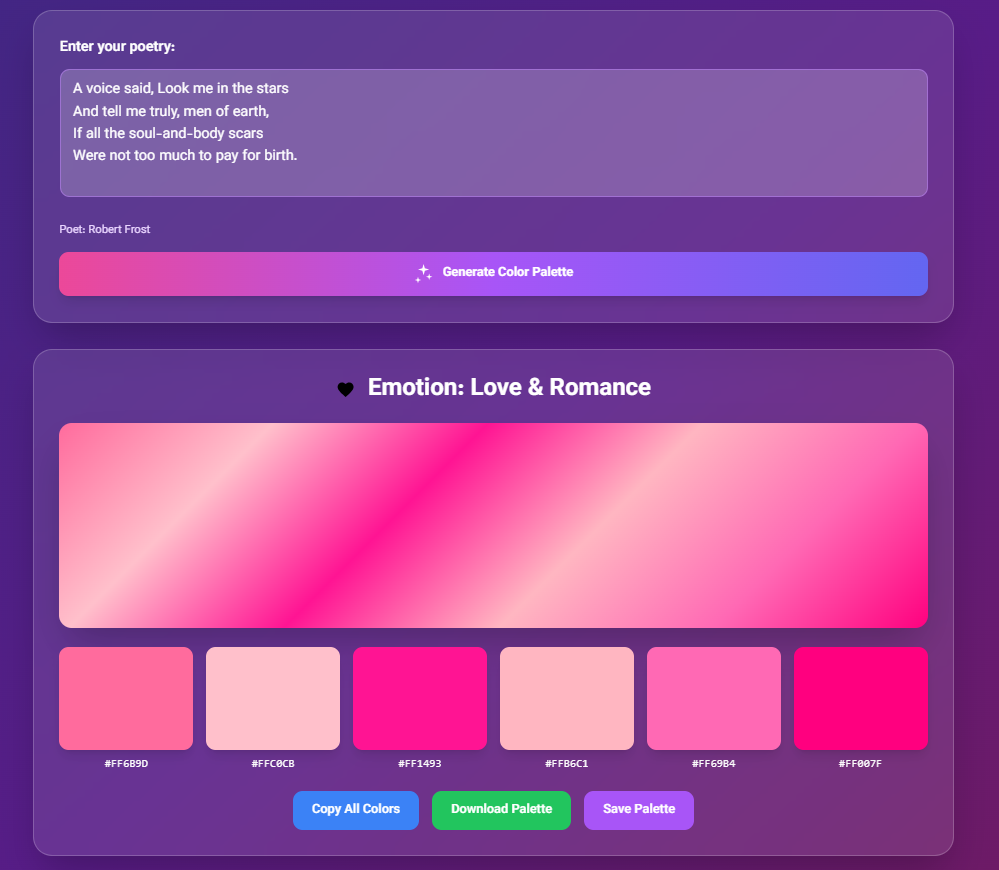 Enter your poetry:
A voice said, Look me in the stars
And tell me truly, men of earth,
If all the soul-and-body scars
Were not too much to pay for birth.
Poet: Robert Frost
Generate Color Palette
Emotion: Love & Romance
#FF6B9D #FFC0CB #FF1493 #FFB6C1 #FF69B4 #FF007F
Copy All Colors Download Palette Save Palette